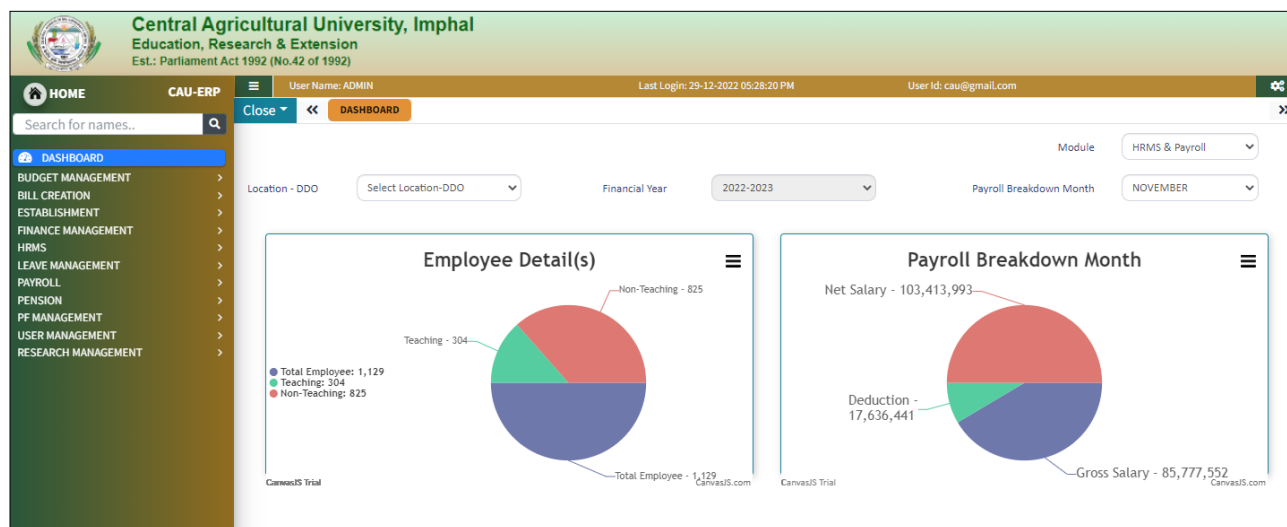 Central Agricultural University, Imphal
Education, Research & Extension
Est.: Parliament Act 1992 (No.42 of 1992)
HOME CAU-ERP
User Name: ADMIN Last Login: 29-12-2022 05:28:20 PM User Id: cau@gmail.com
Search for names..
Close DASHBOARD
DASHBOARD
BUDGET MANAGEMENT
BILL CREATION
ESTABLISHMENT
FINANCE MANAGEMENT
HRMS
LEAVE MANAGEMENT
PAYROLL
PENSION
PF MANAGEMENT
USER MANAGEMENT
RESEARCH MANAGEMENT
Module HRMS & Payroll
Location - DDO Select Location-DDO Financial Year 2022-2023 Payroll Breakdown Month NOVEMBER
Employee Detail(s)
Non-Teaching - 825
Teaching - 304
Total Employee: 1,129
Teaching: 304
Non-Teaching: 825
Total Employee - 1,129
CanvasJS Trial CanvasJS.com
Payroll Breakdown Month
Net Salary - 103,413,993
Deduction -
17,636,441
Gross Salary - 85,777,552
CanvasJS Trial CanvasJS.com